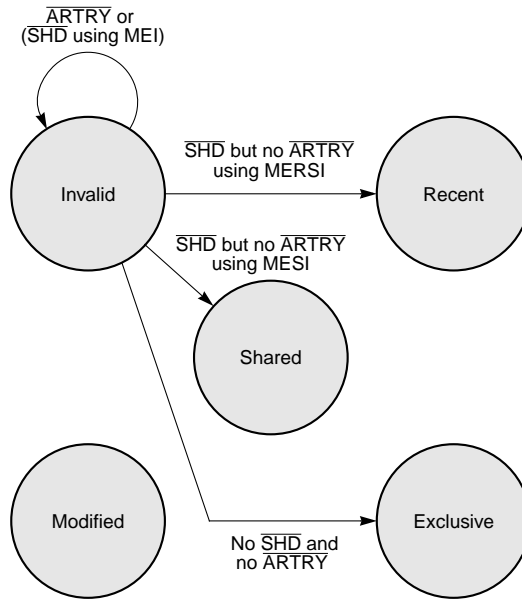 ARTRY or
(SHD using MEI)
SHD but no ARTRY
using MERSI
Invalid
Recent
SHD but no ARTRY
using MESI
Shared
Modified
Exclusive
No SHD and
no ARTRY